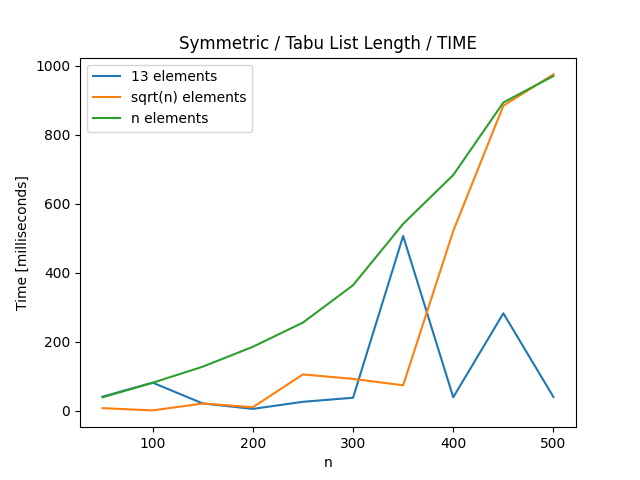 Symmetric / Tabu List Length / TIME
13 elements
sqrt(n) elements
n elements
Time [milliseconds]
1000
800
600
400
200
0
100 200 300 400 500
n